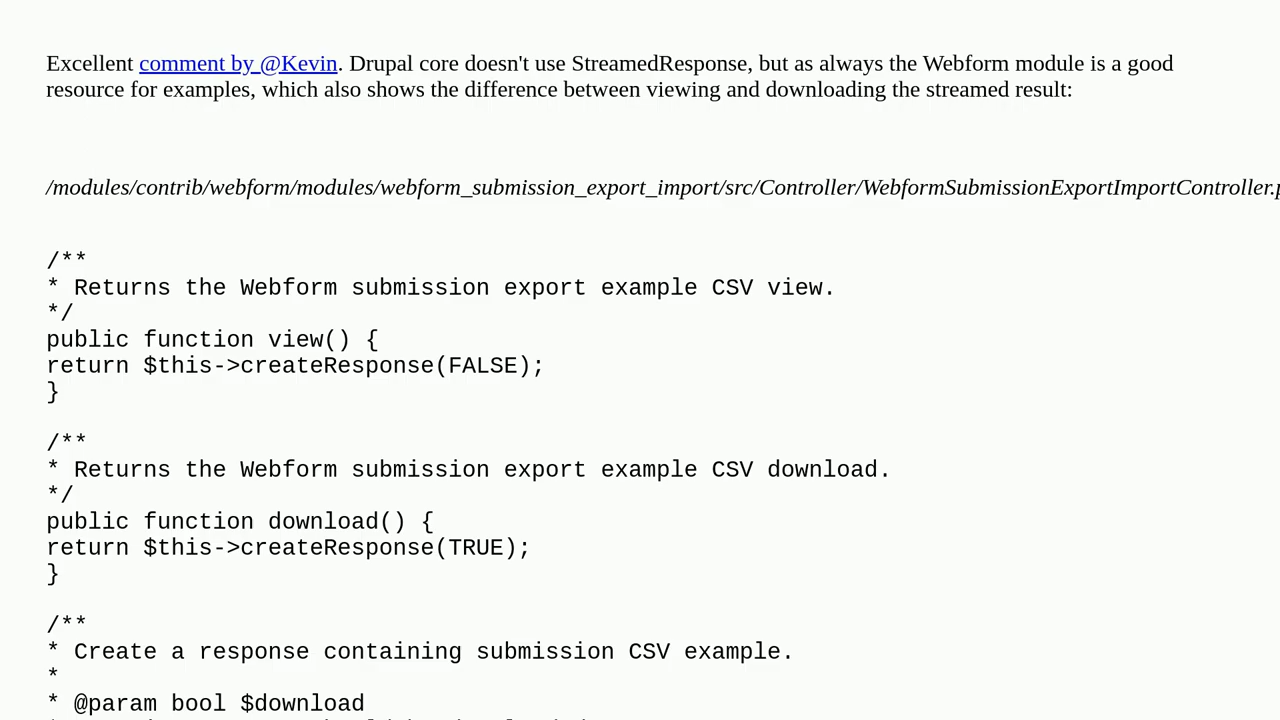 Excellent comment by @Kevin. Drupal core doesn't use StreamedResponse, but as always the Webform module is a good
resource for examples, which also shows the difference between viewing and downloading the streamed result:
/modules/contrib/webform/modules/webform_submission_export_import/src/Controller/WebformSubmissionExportImportController.p
/**
* Returns the Webform submission export example CSV view.
*/
public function view() {
return $this->createResponse(FALSE);
}
/**
* Returns the Webform submission export example CSV download.
*/
public function download() {
return $this->createResponse(TRUE);
}
/**
* Create a response containing submission CSV example.
*
* @param bool $download